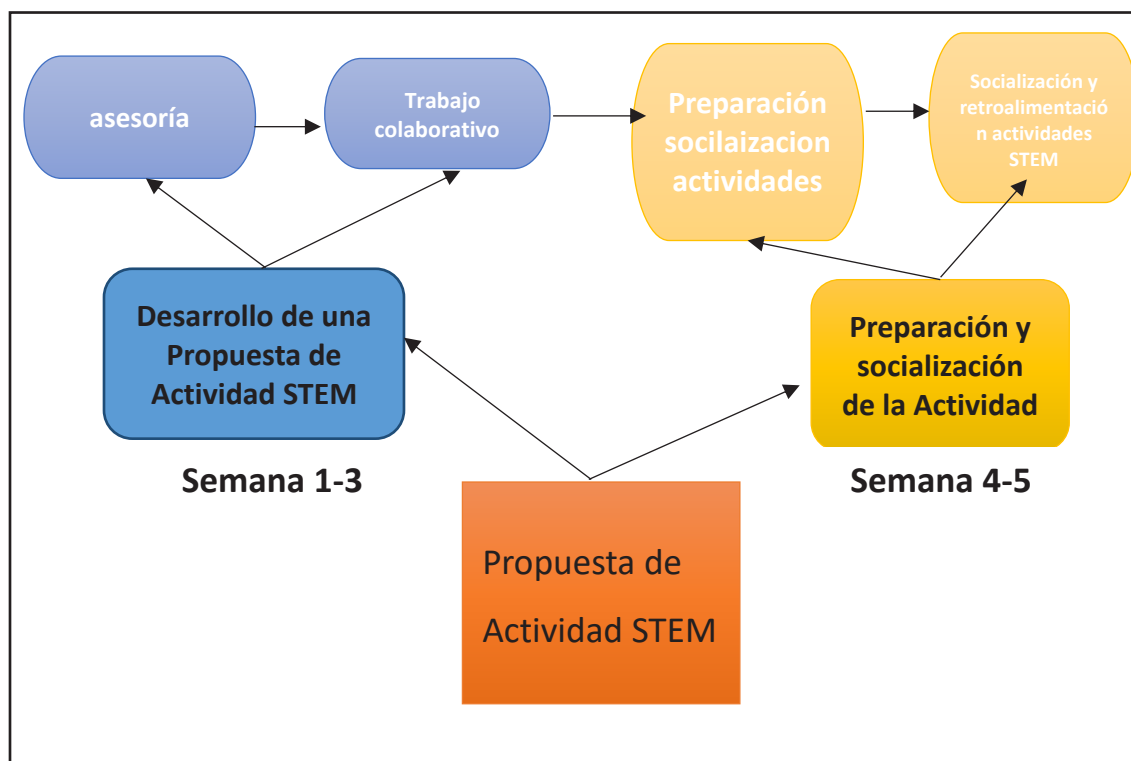 asesoría
Trabajo
colaborativo
Preparación
socilaizacion
actividades
Socialización y
retroalimentació
n actividades
STEM
Desarrollo de una
Propuesta de
Actividad STEM
Preparación y
socialización
de la Actividad
Semana 1-3
Semana 4-5
Propuesta de
Actividad STEM